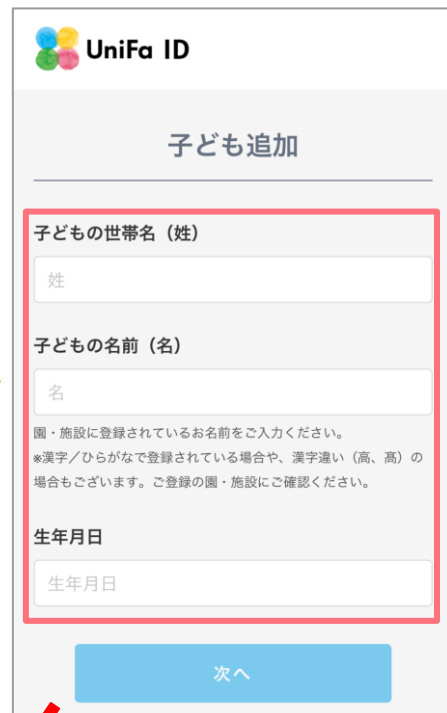 UniFa ID
子ども追加
子どもの世帯名（姓）
姓
子どもの名前（名）
名
園・施設に登録されているお名前をご入力ください。
※漢字／ひらがなで登録されている場合や、漢字違い（高、髙）の
場合もございます。ご登録の園・施設にご確認ください。
生年月日
生年月日
次へ